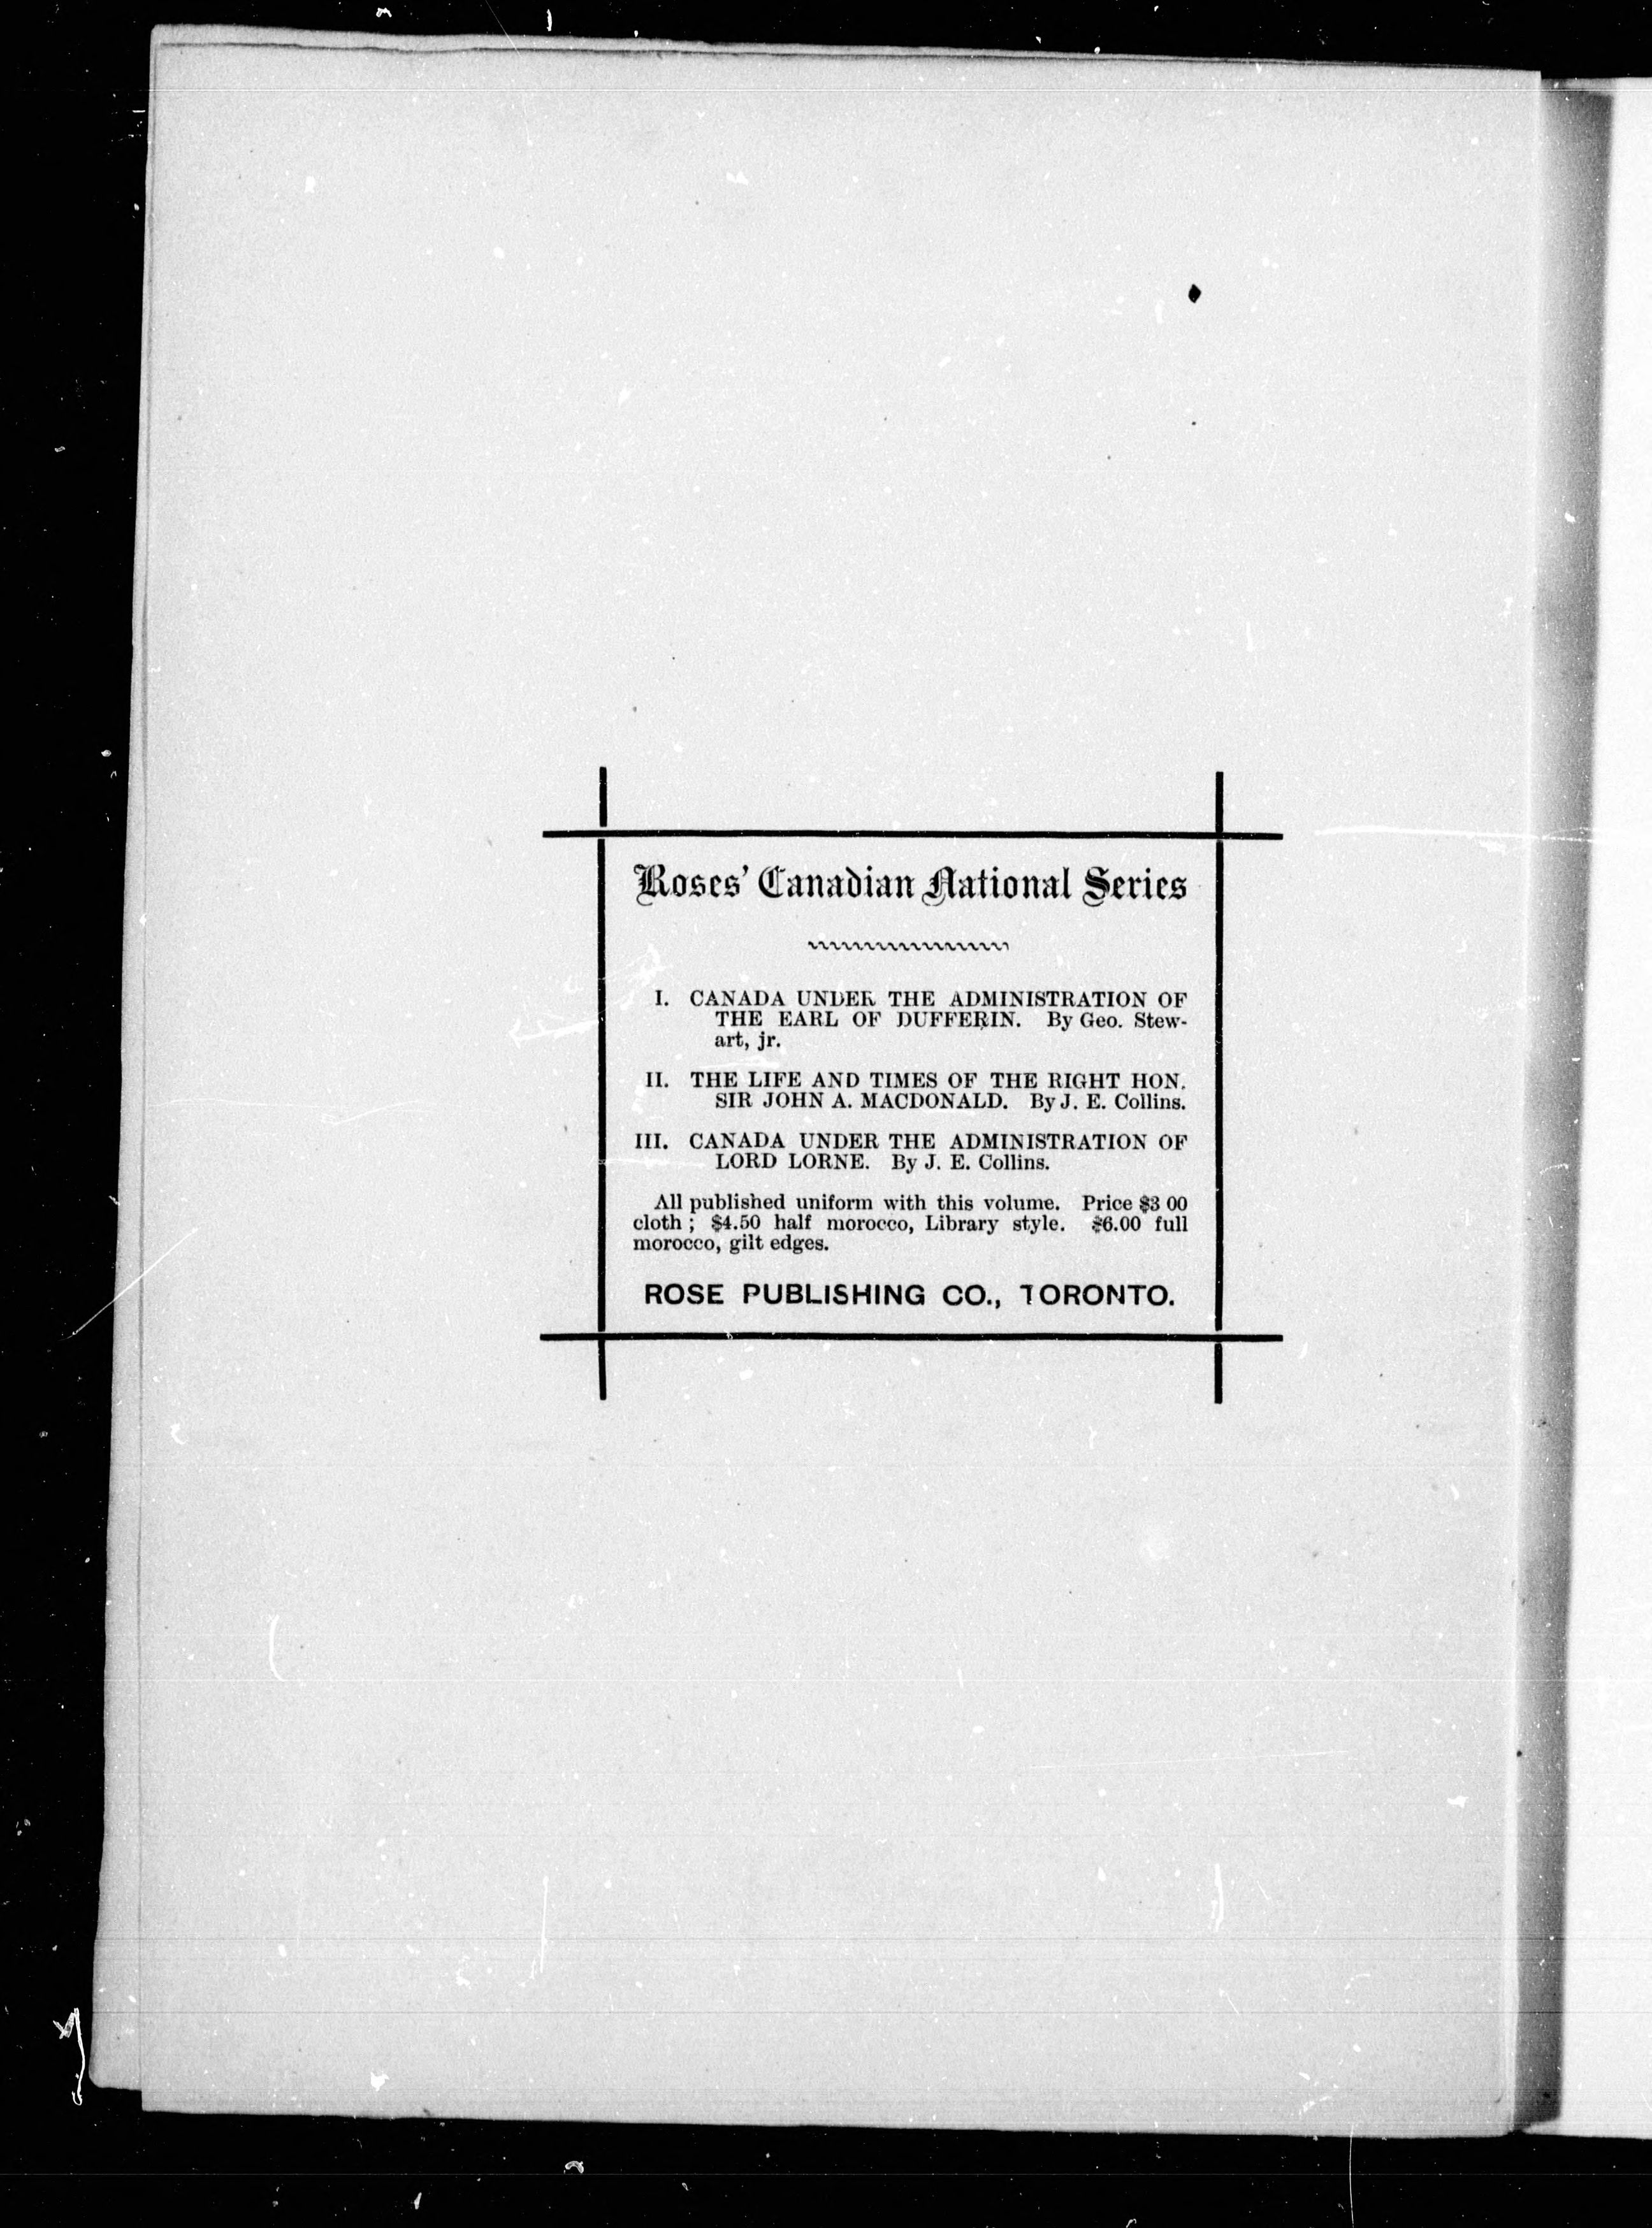 Roses' Canadian National Series
I. CANADA UNDER THE ADMINISTRATION OF
THE EARL OF DUFFERIN. By Geo. Stew-
art, jr.
II. THE LIFE AND TIMES OF THE RIGHT HON.
SIR JOHN A. MACDONALD. By J. E. Collins.
III. CANADA UNDER THE ADMINISTRATION OF
LORD LORNE. By J. E. Collins.
All published uniform with this volume. Price $3 00
cloth ; $4.50 half morocco, Library style. $6.00 full
morocco, gilt edges.
ROSE PUBLISHING CO., TORONTO.